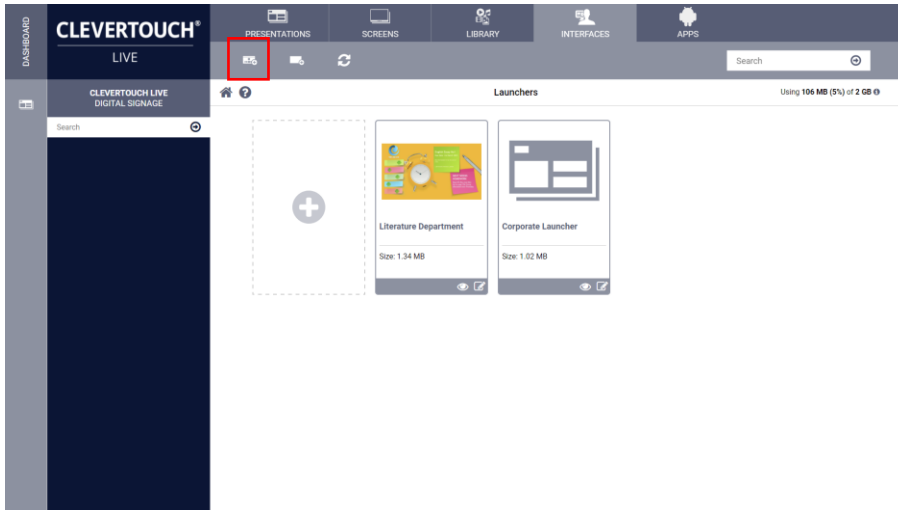 DASHBOARD
CLEVERTOUCH®
LIVE
PRESENTATIONS
SCREENS
LIBRARY
INTERFACES
APPS
Search
CLEVERTOUCH LIVE
DIGITAL SIGNAGE
Search
Launchers
Using 106 MB (5%) of 2 GB
Literature Department
Size: 1.34 MB
Corporate Launcher
Size: 1.02 MB